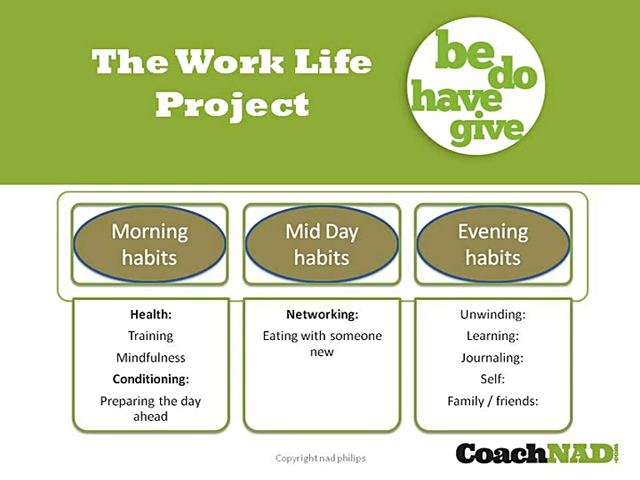 The Work Life
Project
be
do
have
give
Morning
habits
Mid Day
habits
Evening
habits
Health:
Training
Mindfulness
Conditioning:
Preparing the day
ahead
Networking:
Eating with someone
new
Unwinding:
Learning:
Journaling:
Self:
Family / friends:
Copyright nad philips
CoachNAD.com